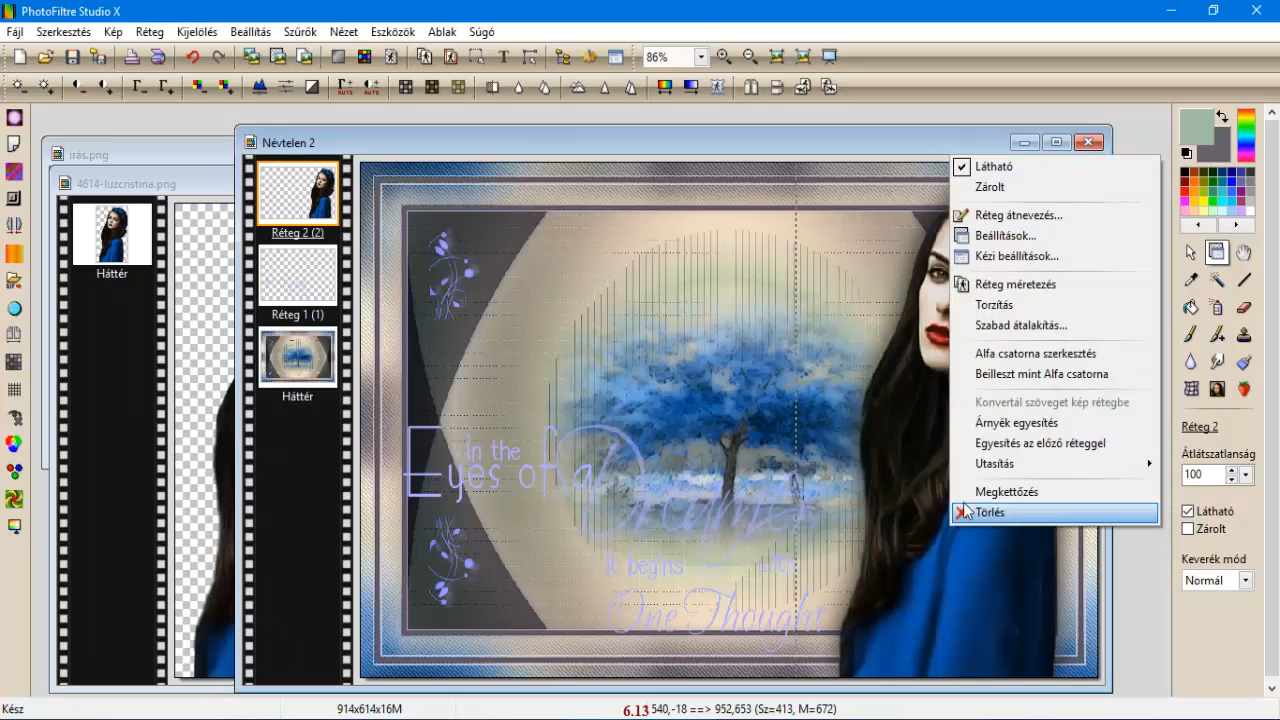 PhotoFiltre Studio X
Fájl Szerkesztés Kép Réteg Kijelölés Beállítás Szűrők Nézet Eszközök Ablak Súgó
86%
írás.png
4614-luzcristina.png
Háttér
Névtelen 2
Réteg 2 (2)
Réteg 1 (1)
Háttér
In the
Eyes of a
Dreamer
It begins with
One Thought
Látható
Zárolt
Réteg átnevezés...
Beállítások...
Kézi beállítások...
Réteg méretezés
Torzítás
Szabad átalakítás...
Alfa csatorna szerkesztés
Beilleszt mint Alfa csatorna
Konvertál szöveget kép rétegbe
Árnyék egyesítés
Egyesítés az előző réteggel
Utasítás
Megkettőzés
Törlés
Réteg 2
Átlátszatlanság
100
Látható
Zárolt
Keverék mód
Normál
Kész
914x614x16M
6.13 540,-18 ==> 952,653 (Sz=413, M=672)